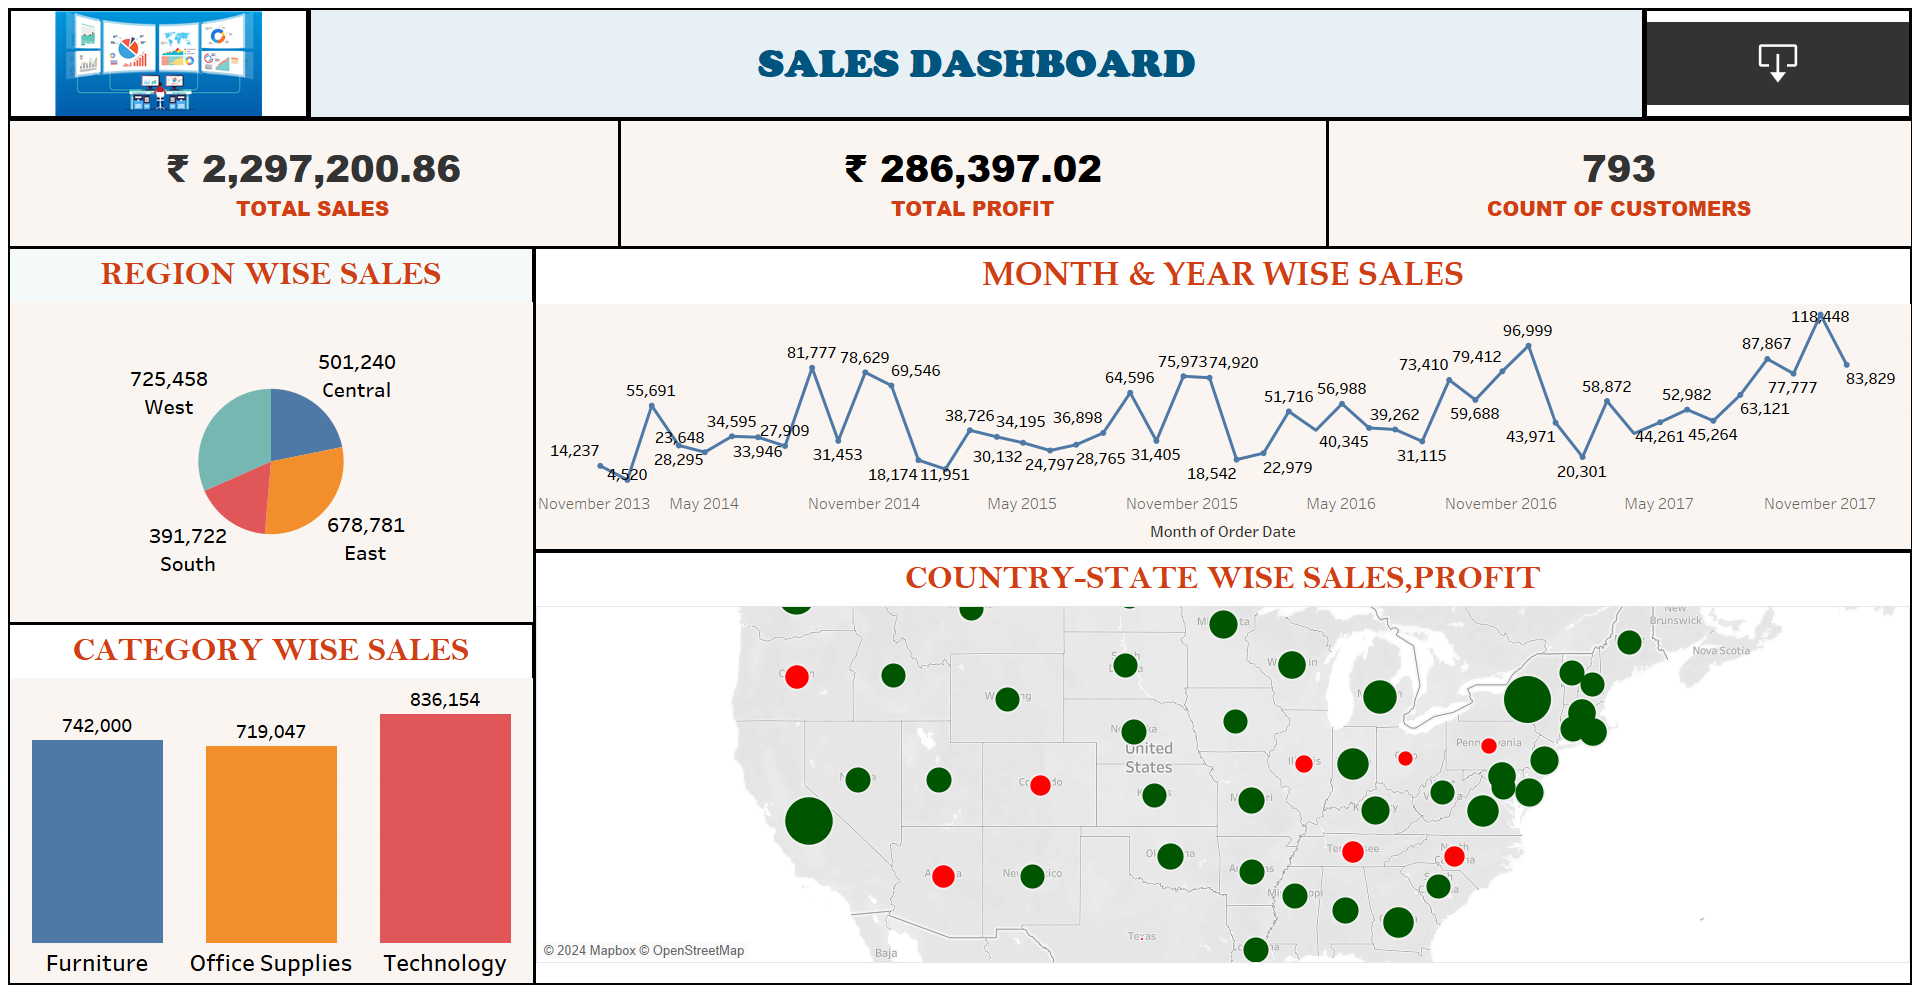 SALES DASHBOARD
₹ 2,297,200.86
TOTAL SALES
₹ 286,397.02
TOTAL PROFIT
793
COUNT OF CUSTOMERS
REGION WISE SALES
501,240
Central
725,458
West
678,781
East
391,722
South
MONTH & YEAR WISE SALES
14,237
4,520
55,691
23,648
28,295
34,595
33,946
27,909
81,777
31,453
78,629
69,546
18,174
11,951
38,726
30,132
34,195
24,797
36,898
28,765
64,596
31,405
75,973
74,920
18,542
22,979
51,716
40,345
56,988
39,262
31,115
73,410
59,688
79,412
96,999
43,971
20,301
58,872
44,261
52,982
45,264
63,121
87,867
77,777
118,448
83,829
November 2013
May 2014
November 2014
May 2015
November 2015
May 2016
November 2016
May 2017
November 2017
Month of Order Date
CATEGORY WISE SALES
742,000
719,047
836,154
Furniture
Office Supplies
Technology
COUNTRY-STATE WISE SALES,PROFIT
New
Brunswick
Nova Scotia
United
States
Texas
Baja
© 2024 Mapbox © OpenStreetMap